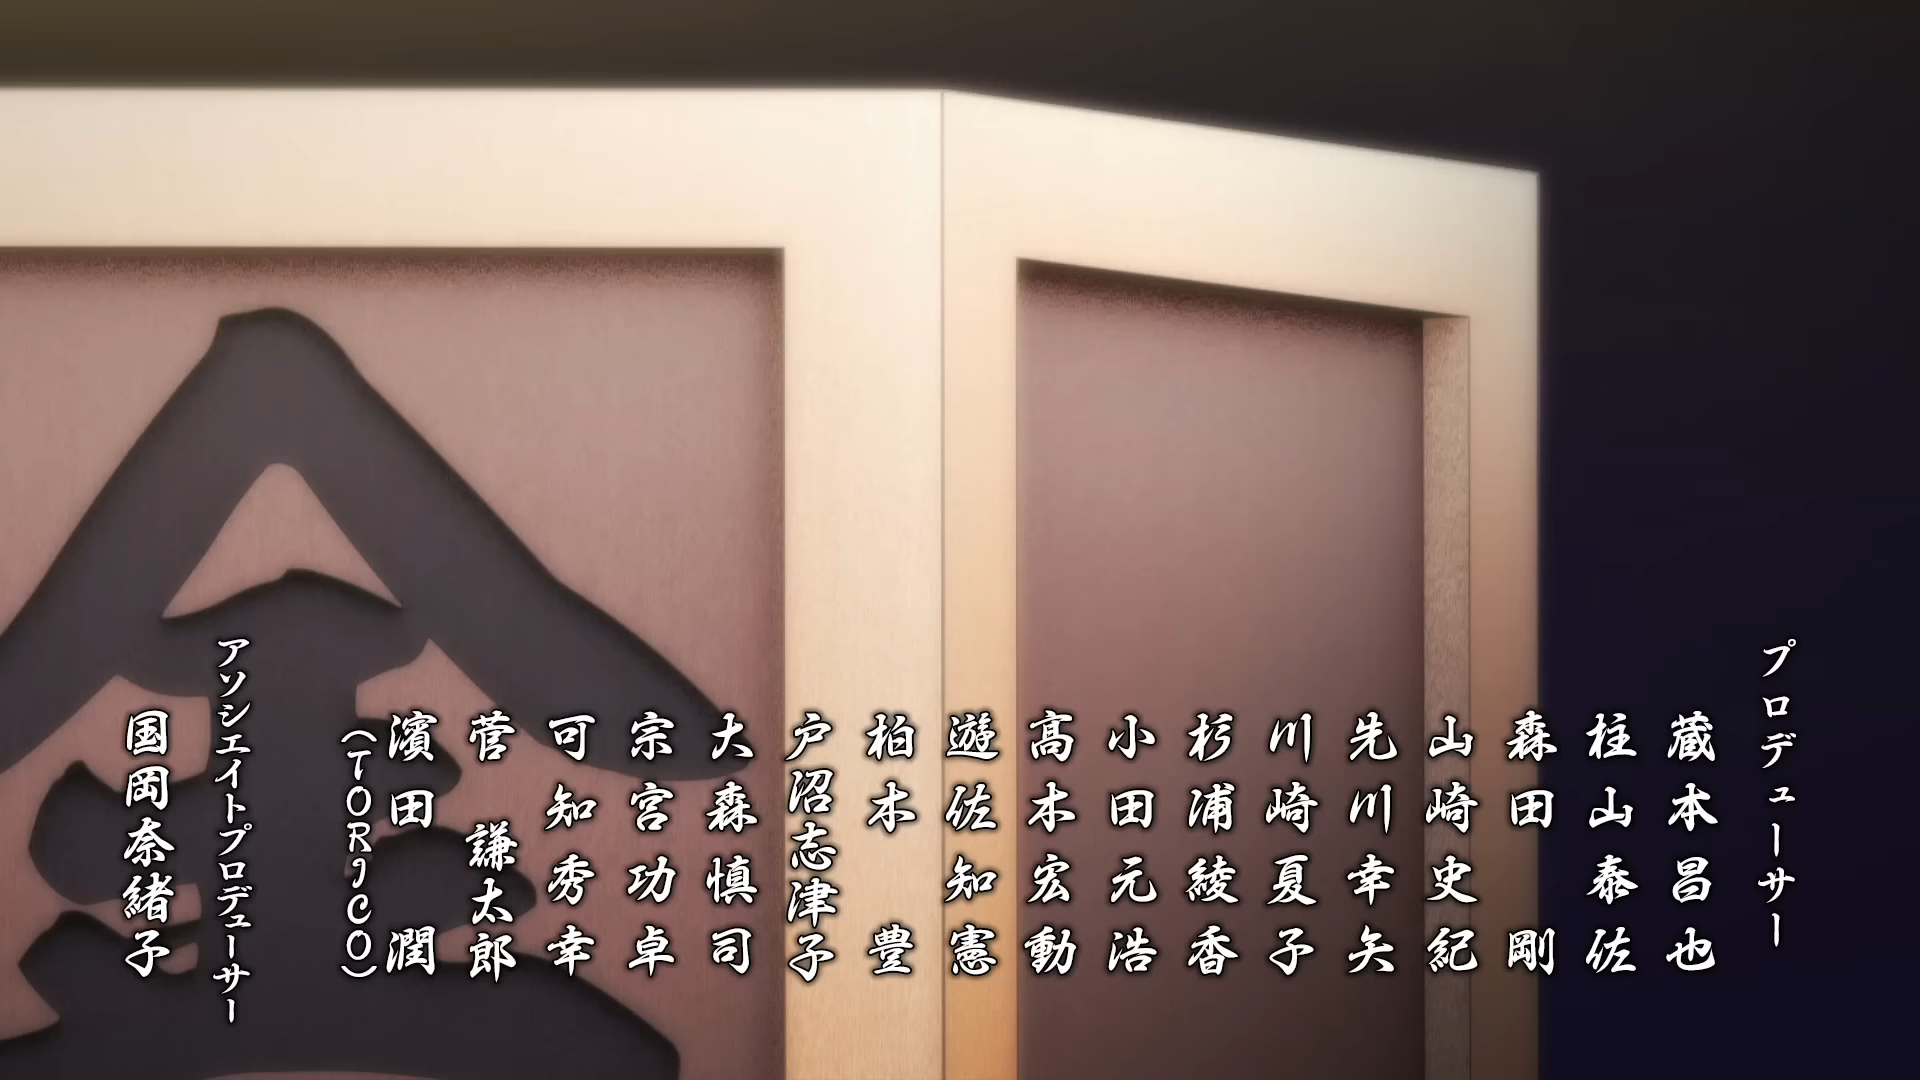 プロデューサー
蔵本昌也
柱山泰佐
森田剛
山崎史紀
先川幸矢
川崎夏子
杉浦綾香
小田元浩
髙木宏動
遊佐知憲
柏木豊
戸沼志津子
大森慎司
宗宮功卓
可知秀幸
菅謙太郎
濱田潤
(TORICO)
アソシエイトプロデューサー
国岡奈緒子